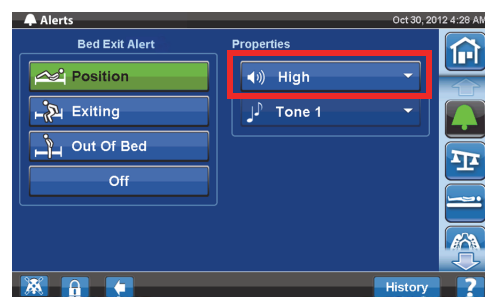 Alerts
Oct 30, 2012 4:28 AM
Bed Exit Alert
Properties
Position
High
Exiting
Tone 1
Out Of Bed
Off
History
?